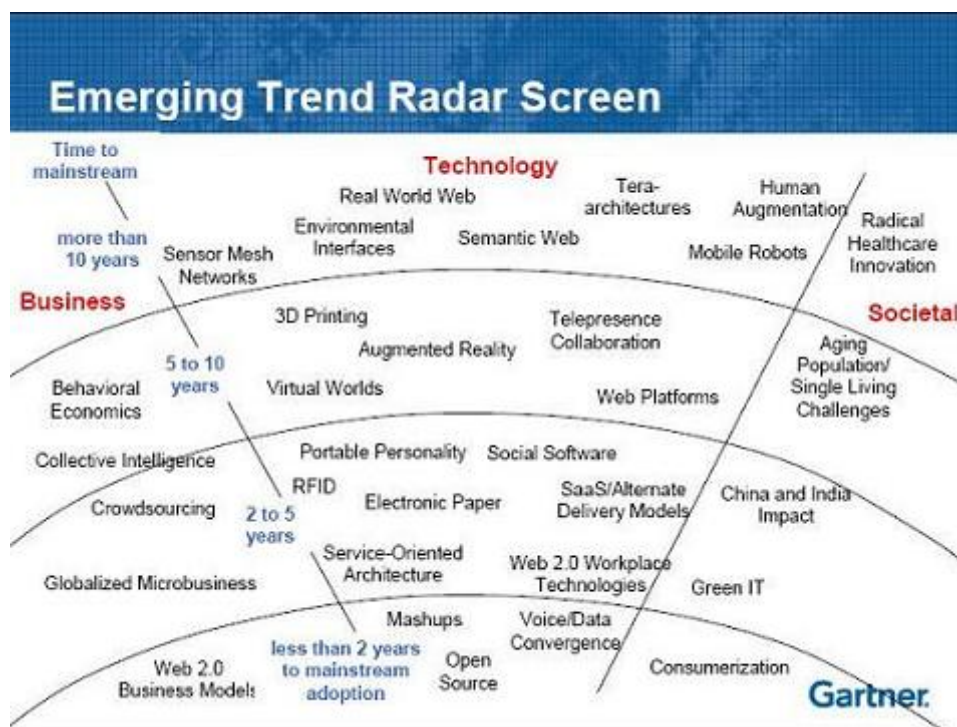 Emerging Trend Radar Screen
Time to
mainstream
Technology
Real World Web
Tera-
architectures
Human
Augmentation
Radical
Healthcare
Innovation
more than
10 years
Sensor Mesh
Networks
Environmental
Interfaces
Semantic Web
Mobile Robots
Business
Societal
3D Printing
Telepresence
Collaboration
Augmented Reality
Aging
Population/
Single Living
Challenges
5 to 10
years
Behavioral
Economics
Virtual Worlds
Web Platforms
Collective Intelligence
Portable Personality
Social Software
RFID
Electronic Paper
SaaS/Alternate
Delivery Models
China and India
Impact
Crowdsourcing
2 to 5
years
Service-Oriented
Architecture
Web 2.0 Workplace
Technologies
Globalized Microbusiness
Green IT
Mashups
Voice/Data
Convergence
less than 2 years
to mainstream
adoption
Web 2.0
Business Models
Open
Source
Consumerization
Gartner.